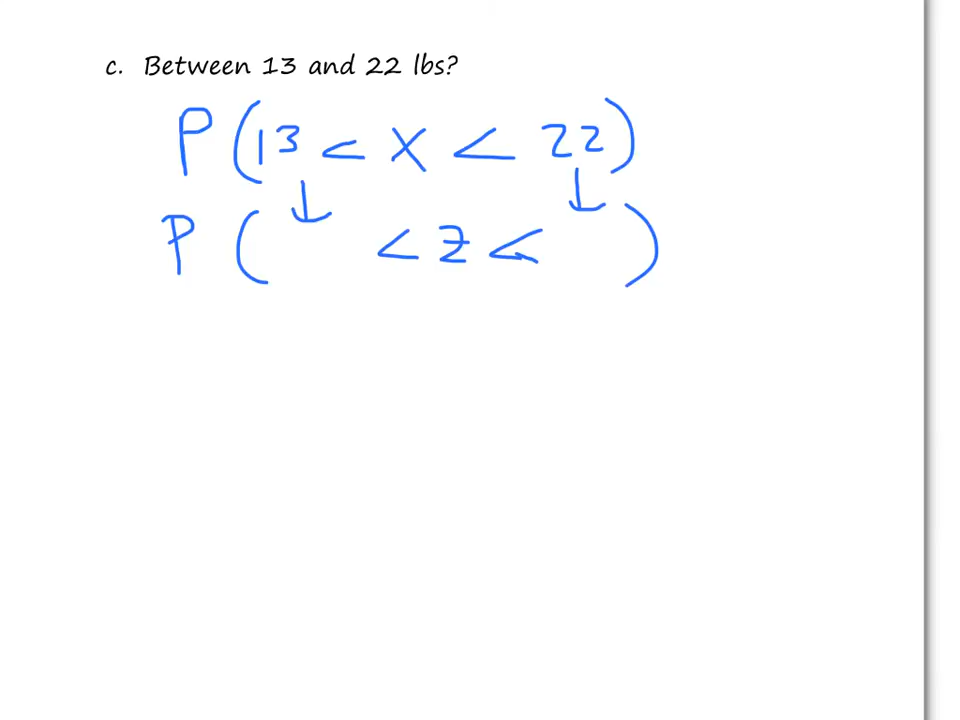 c. Between 13 and 22 lbs?
P(13 < X < 22)
↓ ↓
P( < Z < )